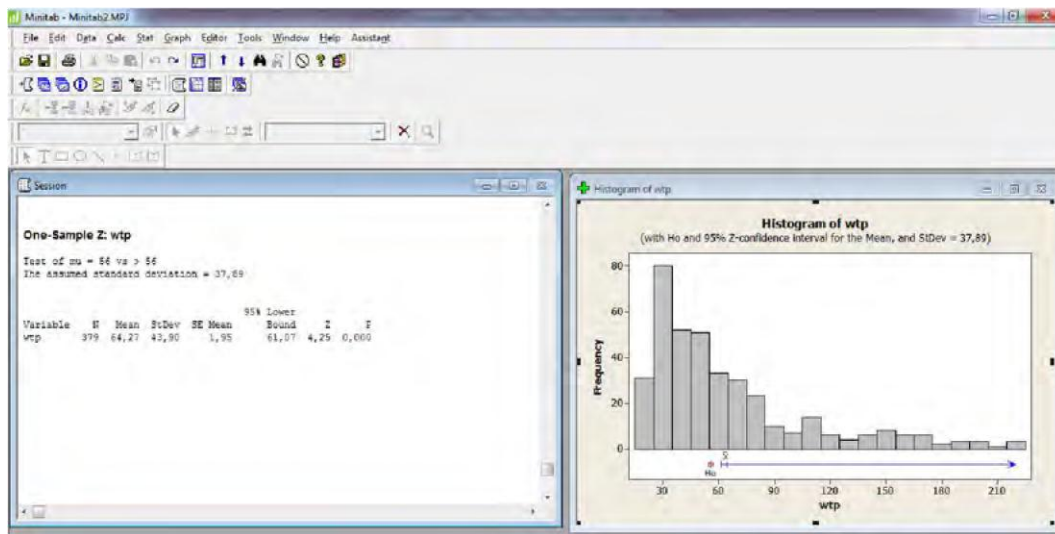 Minitab - Minitab2.MPJ
File Edit Data Calc Stat Graph Editor Tools Window Help Assistant
Session
One-Sample Z: wtp
Test of mu = 56 vs > 56
The assumed standard deviation = 37,89
95% Lower
Variable N Mean StDev SE Mean Bound Z P
wtp 379 64,27 43,90 1,95 61,07 4,25 0,000
Histogram of wtp
Histogram of wtp
(with Ho and 95% Z-confidence interval for the Mean, and StDev = 37,89)
Frequency
80
60
40
20
0
Ho
30 60 90 120 150 180 210
wtp